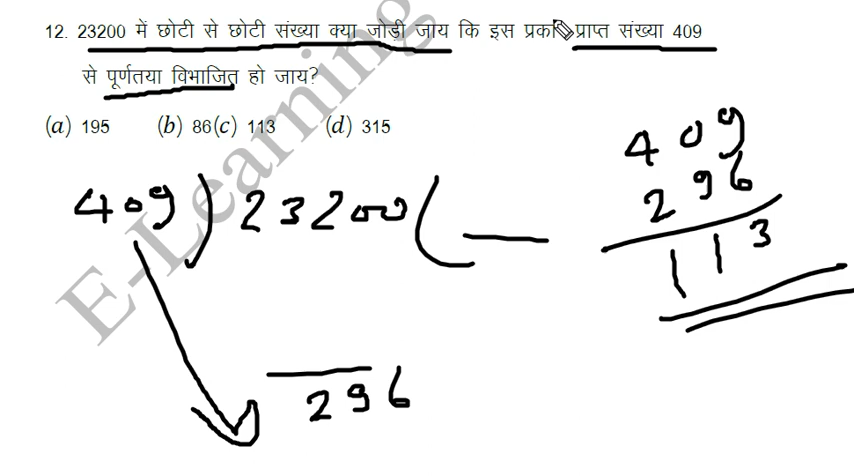 12. 23200 में छोटी से छोटी संख्या क्या जोड़ी जाय कि इस प्रक प्राप्त संख्या 409
से पूर्णतया विभाजित हो जाय?
(a) 195 (b) 86(c) 113 (d) 315
409
296
113
409) 23200(
296
E-Learning